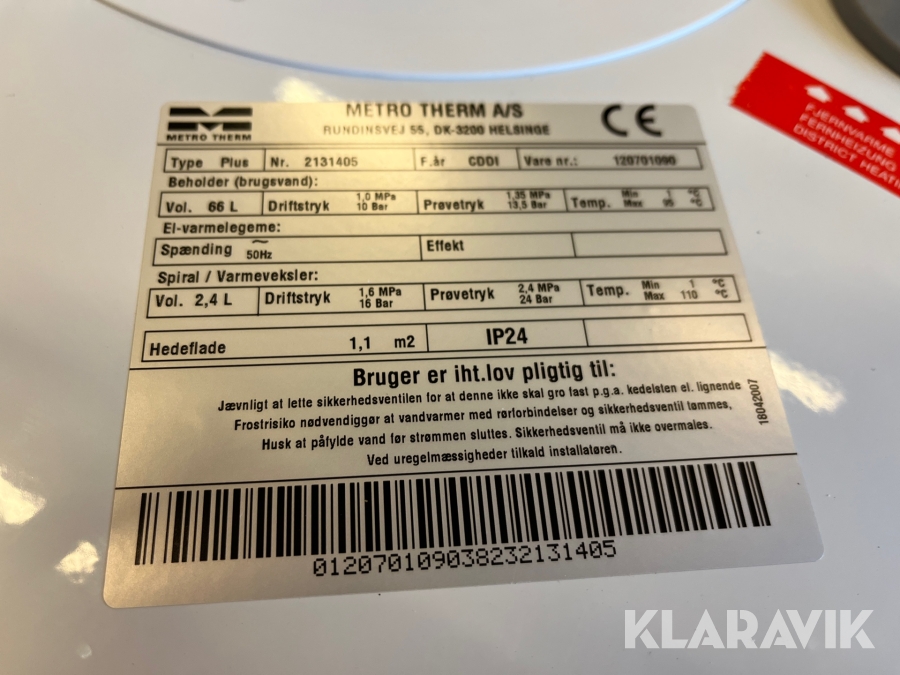 METRO THERM
METRO THERM A/S
RUNDINSVEJ 55, DK-3200 HELSINGE
CE
FJERNVARME
FERNHEIZUNG
DISTRICT HEATI
Type Plus Nr. 2131405 F.år CDDI Vare nr.: 120701090
Beholder (brugsvand):
Vol. 66 L Driftstryk 1,0 MPa 10 Bar Prøvetryk 1,35 MPa 13,5 Bar Temp. Min 1 °C Max 95 °C
El-varmelegeme:
Spænding ~ 50Hz Effekt
Spiral / Varmeveksler:
Vol. 2,4 L Driftstryk 1,6 MPa 16 Bar Prøvetryk 2,4 MPa 24 Bar Temp. Min 1 °C Max 110 °C
Hedeflade 1,1 m2 IP24
Bruger er iht.lov pligtig til:
Jævnligt at lette sikkerhedsventilen for at denne ikke skal gro fast p.g.a. kedelsten el. lignende
Frostrisiko nødvendiggør at vandvarmer med rørforbindelser og sikkerhedsventil tømmes,
Husk at påfylde vand før strømmen sluttes. Sikkerhedsventil må ikke overmales.
Ved uregelmæssigheder tilkald installatøren.
18042007
01207010903823213​1405
KLARAVIK